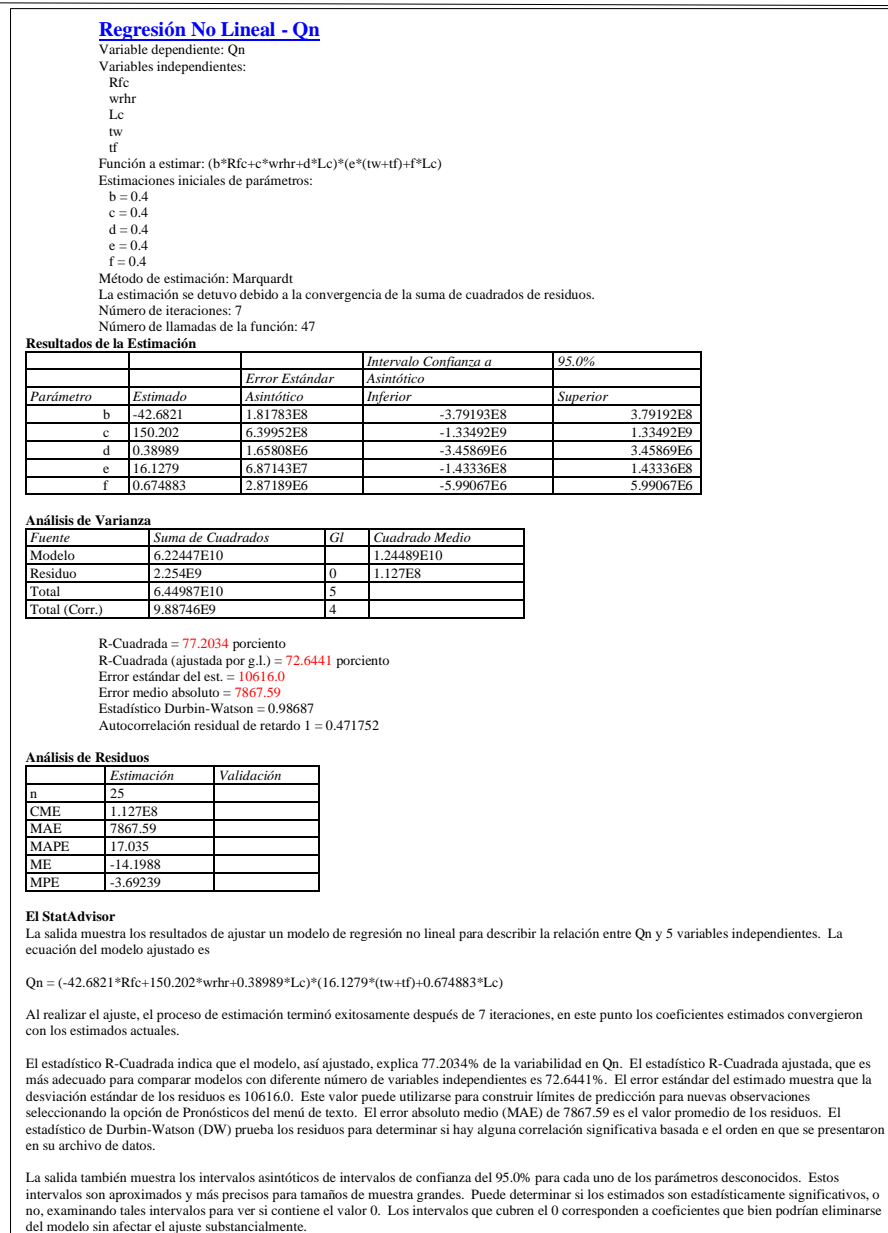 Regresión No Lineal - Qn
Variable dependiente: Qn
Variables independientes:
Rfc
wrhr
Lc
tw
tf
Función a estimar: (b*Rfc+c*wrhr+d*Lc)*(e*(tw+tf)+f*Lc)
Estimaciones iniciales de parámetros:
b = 0.4
c = 0.4
d = 0.4
e = 0.4
f = 0.4
Método de estimación: Marquardt
La estimación se detuvo debido a la convergencia de la suma de cuadrados de residuos.
Número de iteraciones: 7
Número de llamadas de la función: 47
Resultados de la Estimación
Intervalo Confianza a 95.0%
Error Estándar Asintótico
Parámetro Estimado Asintótico Inferior Superior
b -42.6821 1.81783E8 -3.79193E8 3.79192E8
c 150.202 6.39952E8 -1.33492E9 1.33492E9
d 0.38989 1.65808E6 -3.45869E6 3.45869E6
e 16.1279 6.87143E7 -1.43336E8 1.43336E8
f 0.674883 2.87189E6 -5.99067E6 5.99067E6
Análisis de Varianza
Fuente Suma de Cuadrados Gl Cuadrado Medio
Modelo 6.22447E10 1.24489E10
Residuo 2.254E9 0 1.127E8
Total 6.44987E10 5
Total (Corr.) 9.88746E9 4
R-Cuadrada = 77.2034 porciento
R-Cuadrada (ajustada por g.l.) = 72.6441 porciento
Error estándar del est. = 10616.0
Error medio absoluto = 7867.59
Estadístico Durbin-Watson = 0.98687
Autocorrelación residual de retardo 1 = 0.471752
Análisis de Residuos
Estimación Validación
n 25
CME 1.127E8
MAE 7867.59
MAPE 17.035
ME -14.1988
MPE -3.69239
El StatAdvisor
La salida muestra los resultados de ajustar un modelo de regresión no lineal para describir la relación entre Qn y 5 variables independientes. La
ecuación del modelo ajustado es
Qn = (-42.6821*Rfc+150.202*wrhr+0.38989*Lc)*(16.1279*(tw+tf)+0.674883*Lc)
Al realizar el ajuste, el proceso de estimación terminó exitosamente después de 7 iteraciones, en este punto los coeficientes estimados convergieron
con los estimados actuales.
El estadístico R-Cuadrada indica que el modelo, así ajustado, explica 77.2034% de la variabilidad en Qn. El estadístico R-Cuadrada ajustada, que es
más adecuado para comparar modelos con diferente número de variables independientes es 72.6441%. El error estándar del estimado muestra que la
desviación estándar de los residuos es 10616.0. Este valor puede utilizarse para construir límites de predicción para nuevas observaciones
seleccionando la opción de Pronósticos del menú de texto. El error absoluto medio (MAE) de 7867.59 es el valor promedio de los residuos. El
estadístico de Durbin-Watson (DW) prueba los residuos para determinar si hay alguna correlación significativa basada e el orden en que se presentaron
en su archivo de datos.
La salida también muestra los intervalos asintóticos de intervalos de confianza del 95.0% para cada uno de los parámetros desconocidos. Estos
intervalos son aproximados y más precisos para tamaños de muestra grandes. Puede determinar si los estimados son estadísticamente significativos, o
no, examinando tales intervalos para ver si contiene el valor 0. Los intervalos que cubren el 0 corresponden a coeficientes que bien podrían eliminarse
del modelo sin afectar el ajuste substancialmente.